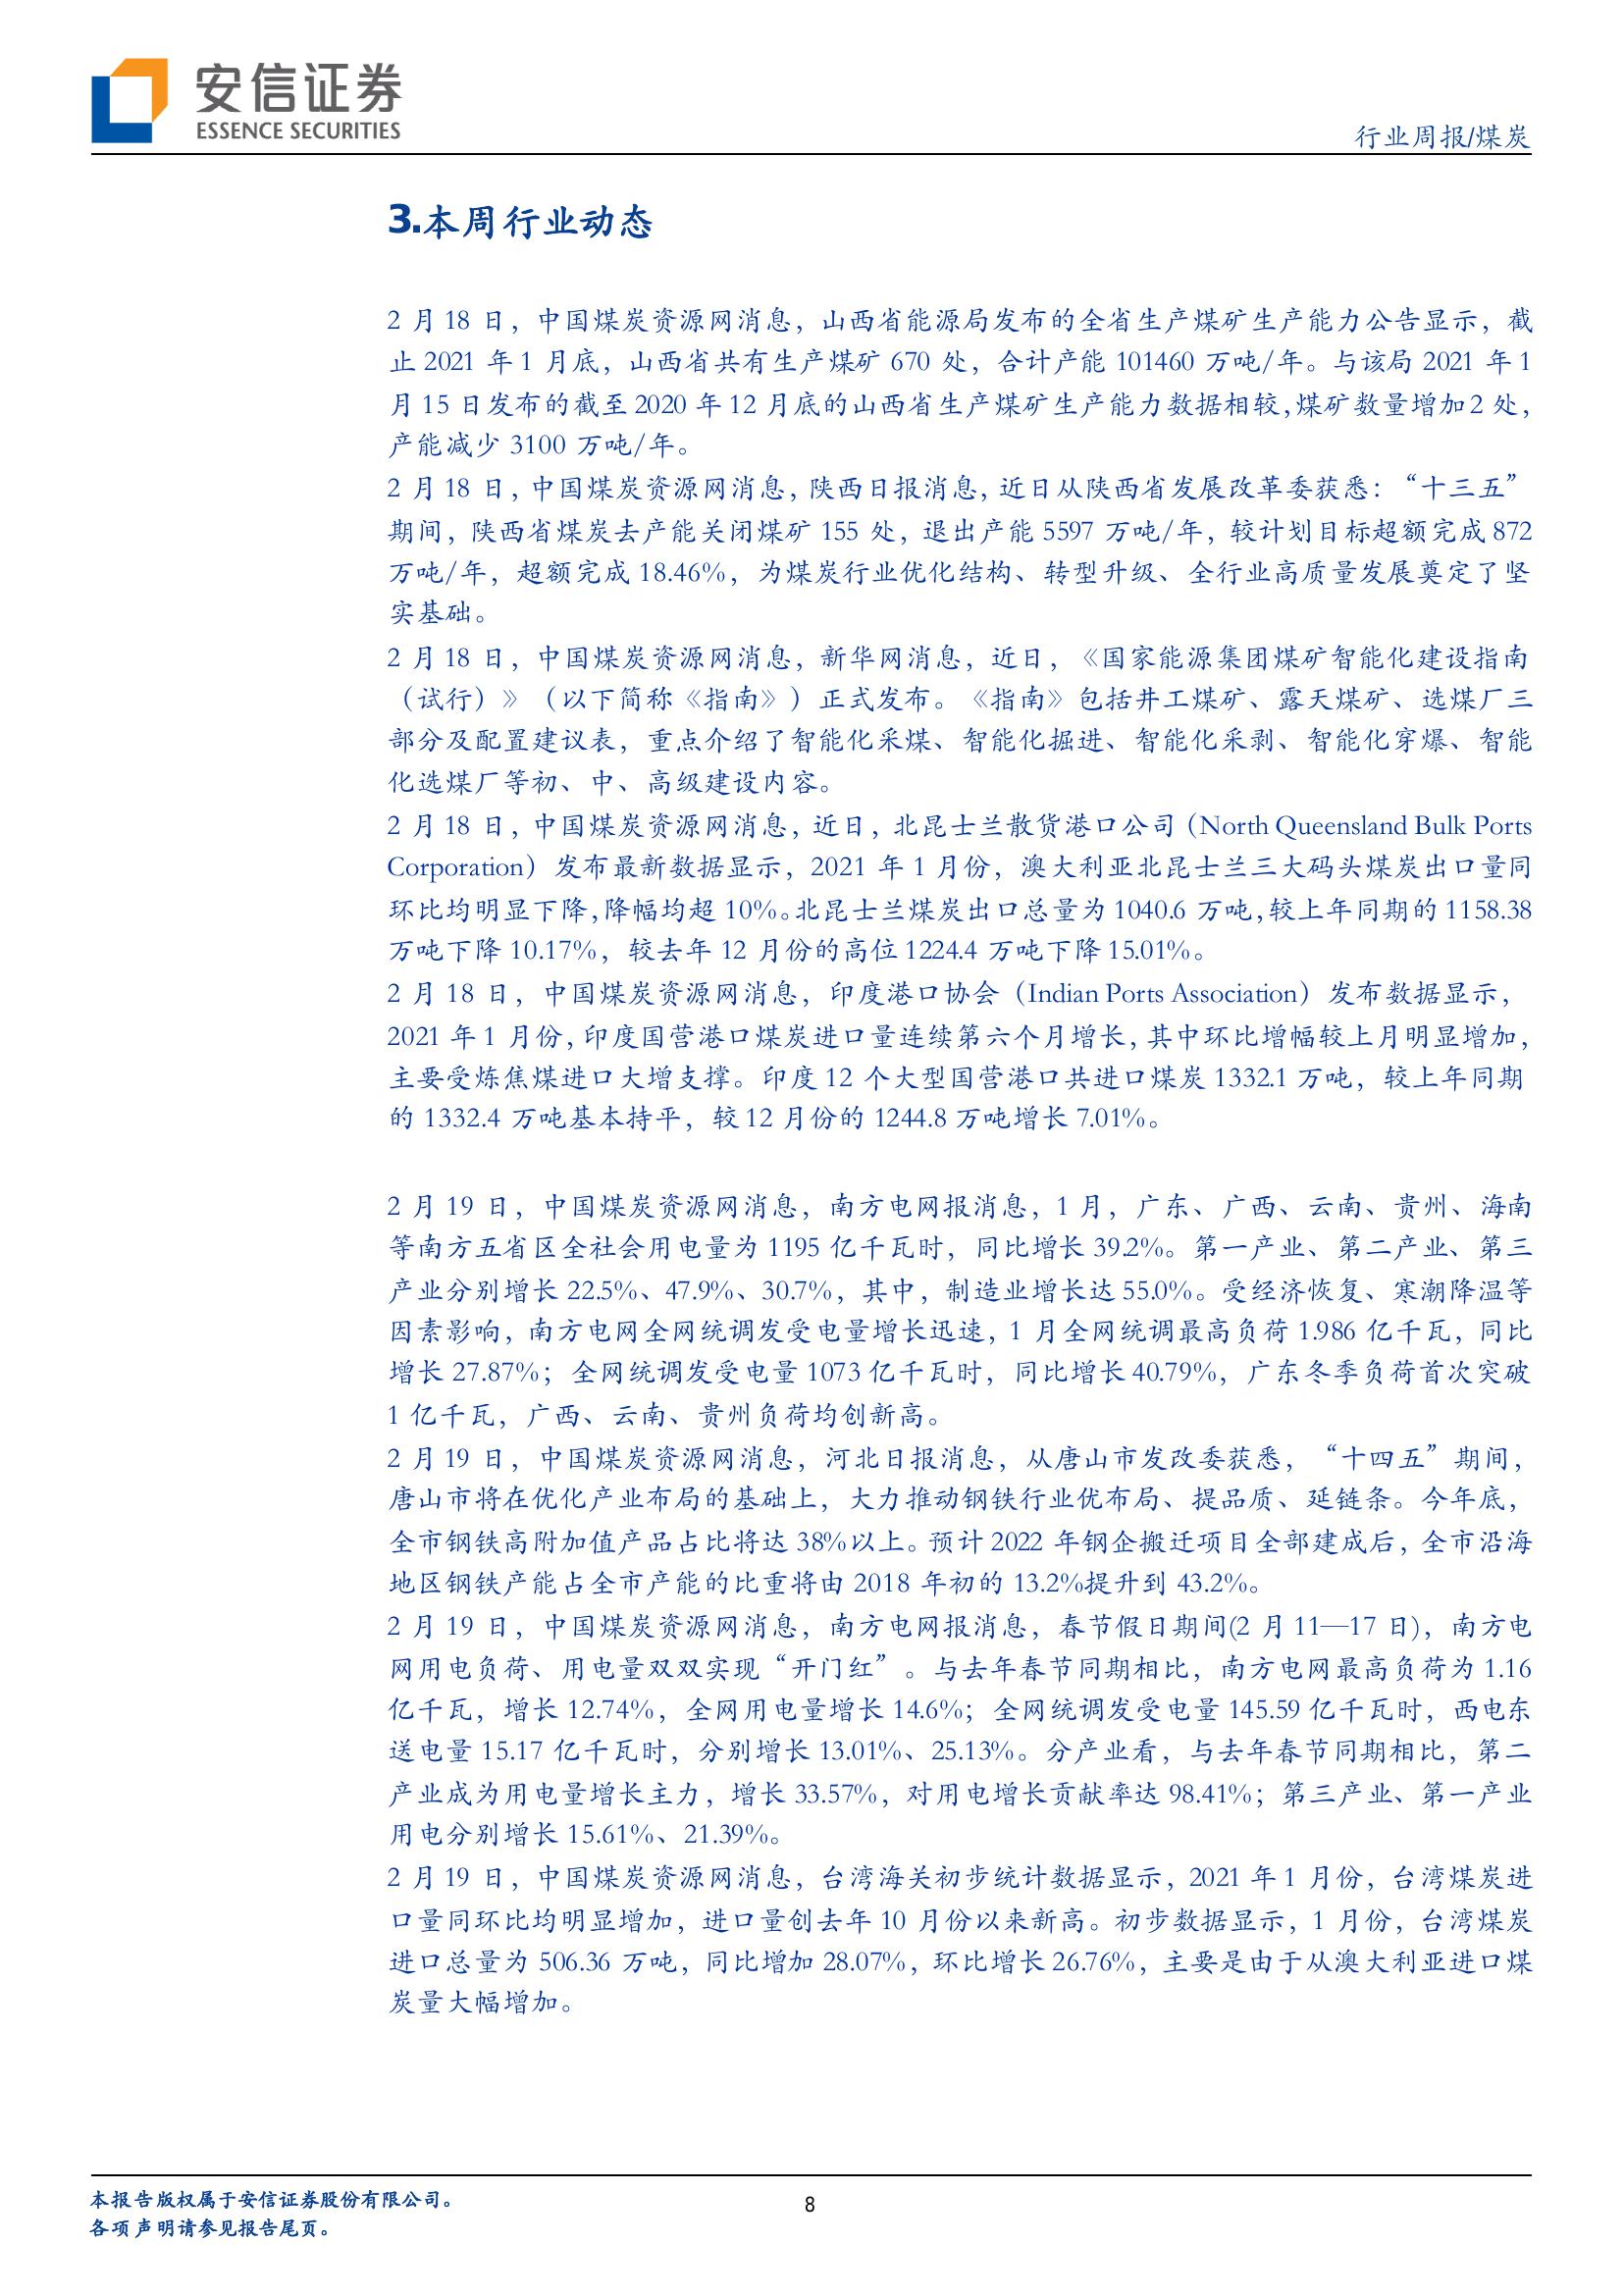 安信证券
ESSENCE SECURITIES
行业周报/煤炭
3.本周行业动态
2 月 18 日，中国煤炭资源网消息，山西省能源局发布的全省生产煤矿生产能力公告显示，截
止 2021 年 1 月底，山西省共有生产煤矿 670 处，合计产能 101460 万吨/年。与该局 2021 年 1
月 15 日发布的截至 2020 年 12 月底的山西省生产煤矿生产能力数据相较，煤矿数量增加 2 处，
产能减少 3100 万吨/年。
2 月 18 日，中国煤炭资源网消息，陕西日报消息，近日从陕西省发展改革委获悉：“十三五”
期间，陕西省煤炭去产能关闭煤矿 155 处，退出产能 5597 万吨/年，较计划目标超额完成 872
万吨/年，超额完成 18.46%，为煤炭行业优化结构、转型升级、全行业高质量发展奠定了坚
实基础。
2 月 18 日，中国煤炭资源网消息，新华网消息，近日，《国家能源集团煤矿智能化建设指南
（试行）》（以下简称《指南》）正式发布。《指南》包括井工煤矿、露天煤矿、选煤厂三
部分及配置建议表，重点介绍了智能化采煤、智能化掘进、智能化采剥、智能化穿爆、智能
化选煤厂等初、中、高级建设内容。
2 月 18 日，中国煤炭资源网消息，近日，北昆士兰散货港口公司（North Queensland Bulk Ports
Corporation）发布最新数据显示，2021 年 1 月份，澳大利亚北昆士兰三大码头煤炭出口量同
环比均明显下降，降幅均超 10%。北昆士兰煤炭出口总量为 1040.6 万吨，较上年同期的 1158.38
万吨下降 10.17%，较去年 12 月份的高位 1224.4 万吨下降 15.01%。
2 月 18 日，中国煤炭资源网消息，印度港口协会（Indian Ports Association）发布数据显示，
2021 年 1 月份，印度国营港口煤炭进口量连续第六个月增长，其中环比增幅较上月明显增加，
主要受炼焦煤进口大增支撑。印度 12 个大型国营港口共进口煤炭 1332.1 万吨，较上年同期
的 1332.4 万吨基本持平，较 12 月份的 1244.8 万吨增长 7.01%。
2 月 19 日，中国煤炭资源网消息，南方电网报消息，1 月，广东、广西、云南、贵州、海南
等南方五省区全社会用电量为 1195 亿千瓦时，同比增长 39.2%。第一产业、第二产业、第三
产业分别增长 22.5%、47.9%、30.7%，其中，制造业增长达 55.0%。受经济恢复、寒潮降温等
因素影响，南方电网全网统调发受电量增长迅速，1 月全网统调最高负荷 1.986 亿千瓦，同比
增长 27.87%；全网统调发受电量 1073 亿千瓦时，同比增长 40.79%，广东冬季负荷首次突破
1 亿千瓦，广西、云南、贵州负荷均创新高。
2 月 19 日，中国煤炭资源网消息，河北日报消息，从唐山市发改委获悉，“十四五”期间，
唐山市将在优化产业布局的基础上，大力推动钢铁行业优布局、提品质、延链条。今年底，
全市钢铁高附加值产品占比将达 38%以上。预计 2022 年钢企搬迁项目全部建成后，全市沿海
地区钢铁产能占全市产能的比重将由 2018 年初的 13.2%提升到 43.2%。
2 月 19 日，中国煤炭资源网消息，南方电网报消息，春节假日期间(2 月 11—17 日)，南方电
网用电负荷、用电量双双实现“开门红”。与去年春节同期相比，南方电网最高负荷为 1.16
亿千瓦，增长 12.74%，全网用电量增长 14.6%；全网统调发受电量 145.59 亿千瓦时，西电东
送电量 15.17 亿千瓦时，分别增长 13.01%、25.13%。分产业看，与去年春节同期相比，第二
产业成为用电量增长主力，增长 33.57%，对用电增长贡献率达 98.41%；第三产业、第一产业
用电分别增长 15.61%、21.39%。
2 月 19 日，中国煤炭资源网消息，台湾海关初步统计数据显示，2021 年 1 月份，台湾煤炭进
口量同环比均明显增加，进口量创去年 10 月份以来新高。初步数据显示，1 月份，台湾煤炭
进口总量为 506.36 万吨，同比增加 28.07%，环比增长 26.76%，主要是由于从澳大利亚进口煤
炭量大幅增加。
本报告版权属于安信证券股份有限公司。
各项声明请参见报告尾页。
8